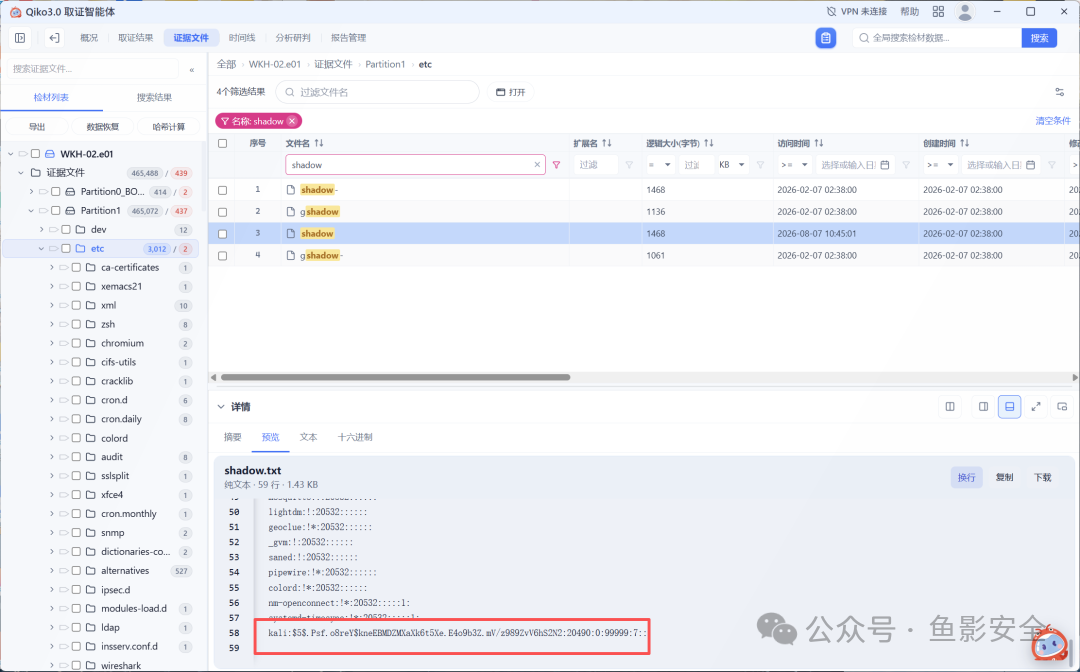 Qiko3.0 取证智能体
VPN 未连接 帮助
概况 取证结果 证据文件 时间线 分析研判 报告管理
全局搜索检材数据... 搜索
搜索证据文件... «
检材列表 搜索结果
导出 数据恢复 哈希计算
WKH-02.e01
证据文件 465,488 / 439
Partition0_BO... 414 / 2
Partition1 465,072 / 437
dev 12
etc 3,012 / 2
ca-certificates 1
xemacs21 1
xml 10
zsh 8
chromium 2
cifs-utils 1
cracklib 1
cron.d 6
cron.daily 8
colord
audit 8
sslsplit 1
xfce4 1
cron.monthly 1
snmp 2
dictionaries-co... 2
alternatives 527
ipsec.d
modules-load.d 1
ldap 1
insserv.conf.d 1
wireshark
全部 › WKH-02.e01 › 证据文件 › Partition1 › etc
4个筛选结果 过滤文件名 打开
名称: shadow ×
清空条件
序号 文件名 扩展名 逻辑大小(字节) 访问时间 创建时间
shadow × 过滤 = 过 KB >= 选择或输入日 >= 选择或输入日 >
1 shadow- 1468 2026-02-07 02:38:00 2026-02-07 02:38:00 20
2 gshadow 1136 2026-02-07 02:38:00 2026-02-07 02:38:00 20
3 shadow 1468 2026-08-07 10:45:01 2026-02-07 02:38:00 20
4 gshadow- 1061 2026-02-07 02:38:00 2026-02-07 02:38:00 20
详情
摘要 预览 文本 十六进制
shadow.txt
纯文本 · 59 行 · 1.43 KB
换行 复制 下载
50 lightdm:!:20532::::::
51 geoclue:!*:20532::::::
52 _gvm:!:20532::::::
53 saned:!:20532::::::
54 pipewire:!*:20532::::::
55 colord:!*:20532::::::
56 nm-openconnect:!*:20532:::::1:
57
58 kali:$5$.Psf.o8reY$kneEBMDZMXaXk6t5Xe.E4o9h3Z.mV/z989ZvV6hS2N2:20490:0:99999:7::
59
公众号 · 鱼影安全